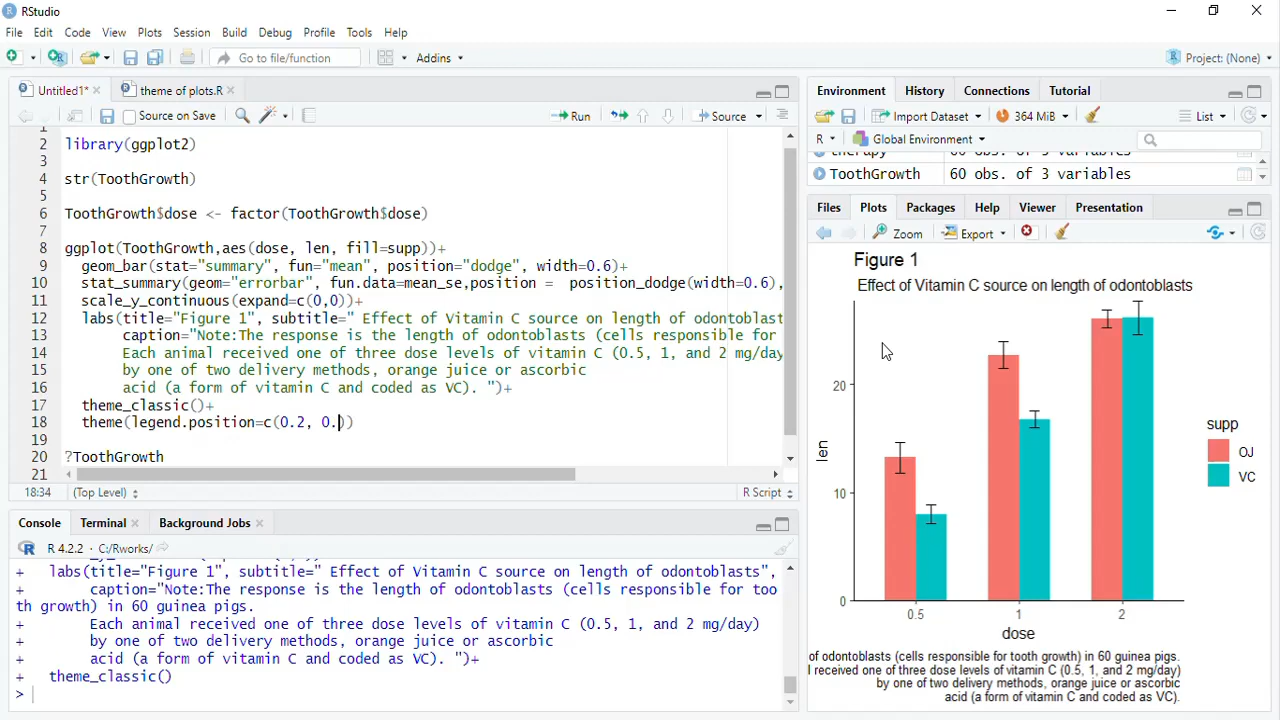 RStudio
File Edit Code View Plots Session Build Debug Profile Tools Help
Go to file/function Addins Project: (None)
Untitled1* theme of plots.R
Source on Save Run Source
1
2 library(ggplot2)
3
4 str(ToothGrowth)
5
6 ToothGrowth$dose <- factor(ToothGrowth$dose)
7
8 ggplot(ToothGrowth,aes(dose, len, fill=supp))+
9 geom_bar(stat="summary", fun="mean", position="dodge", width=0.6)+
10 stat_summary(geom="errorbar", fun.data=mean_se,position = position_dodge(width=0.6),
11 scale_y_continuous(expand=c(0,0))+
12 labs(title="Figure 1", subtitle=" Effect of Vitamin C source on length of odontoblast
13 caption="Note:The response is the length of odontoblasts (cells responsible for
14 Each animal received one of three dose levels of vitamin C (0.5, 1, and 2 mg/day
15 by one of two delivery methods, orange juice or ascorbic
16 acid (a form of vitamin C and coded as VC). ")+
17 theme_classic()+
18 theme(legend.position=c(0.2, 0.))
19
20 ?ToothGrowth
21
18:34 (Top Level) R Script
Console Terminal Background Jobs
R 4.2.2 · C:/Rworks/
+ labs(title="Figure 1", subtitle=" Effect of Vitamin C source on length of odontoblasts",
+ caption="Note:The response is the length of odontoblasts (cells responsible for too
th growth) in 60 guinea pigs.
+ Each animal received one of three dose levels of vitamin C (0.5, 1, and 2 mg/day)
+ by one of two delivery methods, orange juice or ascorbic
+ acid (a form of vitamin C and coded as VC). ")+
+ theme_classic()
>
Environment History Connections Tutorial
Import Dataset 364 MiB List
R Global Environment
therapy 60 obs. of 3 variables
ToothGrowth 60 obs. of 3 variables
Files Plots Packages Help Viewer Presentation
Zoom Export
Figure 1
Effect of Vitamin C source on length of odontoblasts
20
10
0
len
0.5 1 2
dose
supp
OJ
VC
of odontoblasts (cells responsible for tooth growth) in 60 guinea pigs.
l received one of three dose levels of vitamin C (0.5, 1, and 2 mg/day)
by one of two delivery methods, orange juice or ascorbic
acid (a form of vitamin C and coded as VC).